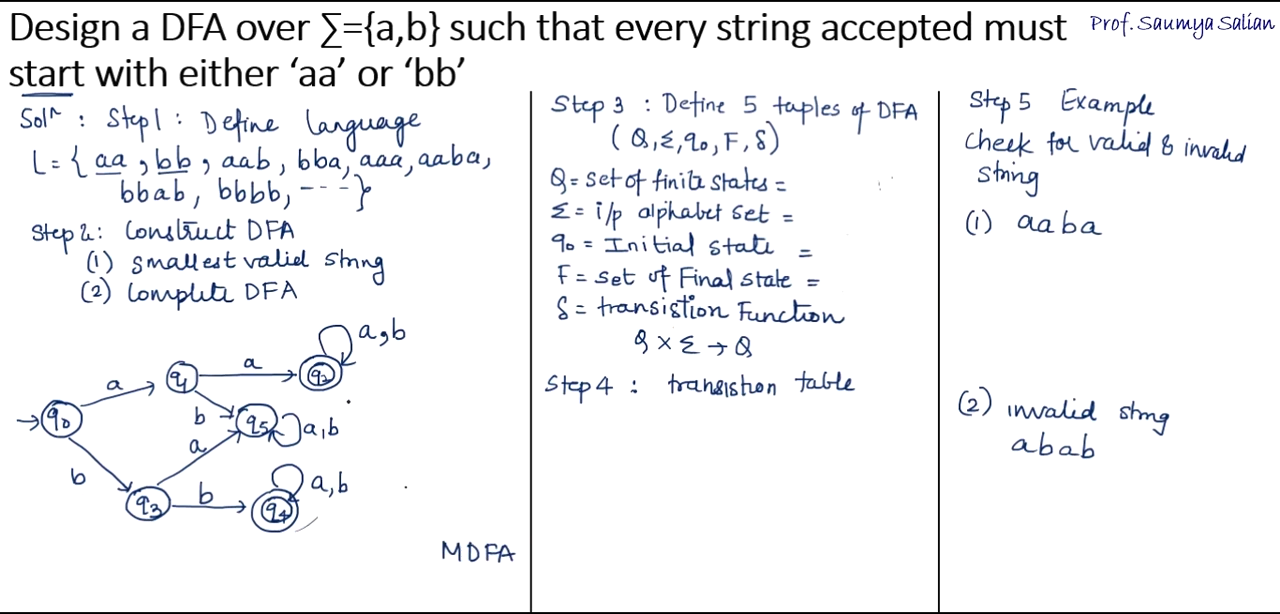 Design a DFA over ∑={a,b} such that every string accepted must
start with either ‘aa’ or ‘bb’
Prof. Saumya Salian
Solⁿ : Step1 : Define language
L = { aa , bb , aab , bba, aaa, aaba,
bbab, bbbb, ---- }
Step 2: Construct DFA
(1) smallest valid string
(2) Complete DFA
a,b
a
a
q1
q2
q0
b
q5
a,b
a
b
a,b
q3
b
q4
MDFA
Step 3 : Define 5 tuples of DFA
(Q,Σ,q0,F,δ)
Q = set of finite states =
Σ = i/p alphabet set =
q0 = Initial state =
F = set of Final state =
δ = transistion Function
Q × Σ → Q
Step 4 : transistion table
Step 5 Example
Check for valid & invalid
string
(1) aaba
(2) invalid string
abab